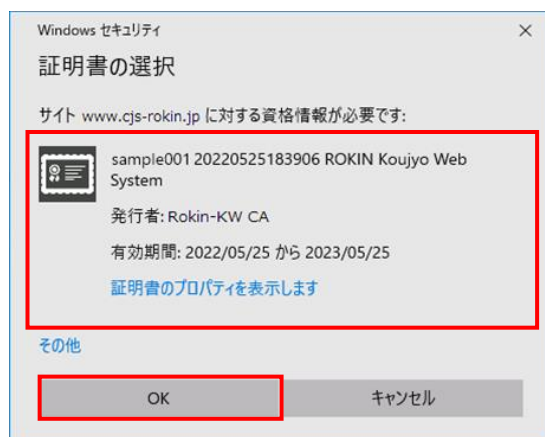 Windows セキュリティ
証明書の選択
サイト www.cjs-rokin.jp に対する資格情報が必要です:
sample001 20220525183906 ROKIN Koujyo Web
System
発行者: Rokin-KW CA
有効期間: 2022/05/25 から 2023/05/25
証明書のプロパティを表示します
その他
OK
キャンセル